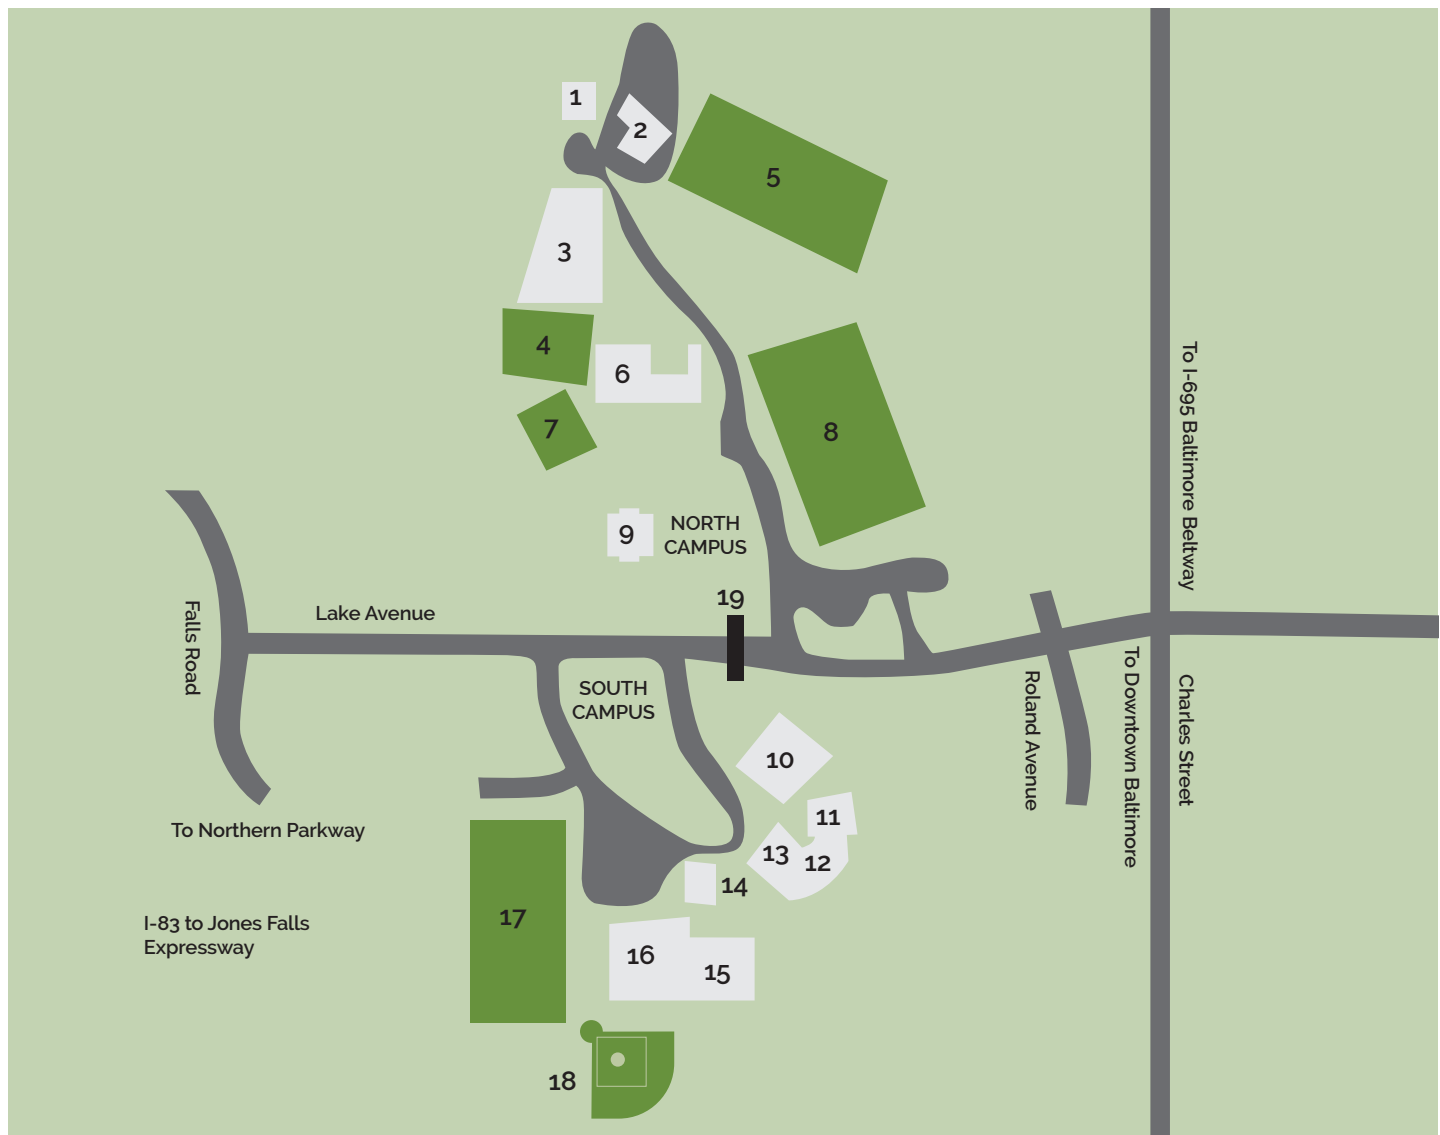 1
2
5
3
4
6
7
8
To I-695 Baltimore Beltway
9
NORTH
CAMPUS
19
Lake Avenue
Falls Road
SOUTH
CAMPUS
Roland Avenue
To Downtown Baltimore
Charles Street
10
11
13
12
To Northern Parkway
14
17
I-83 to Jones Falls
Expressway
16
15
18